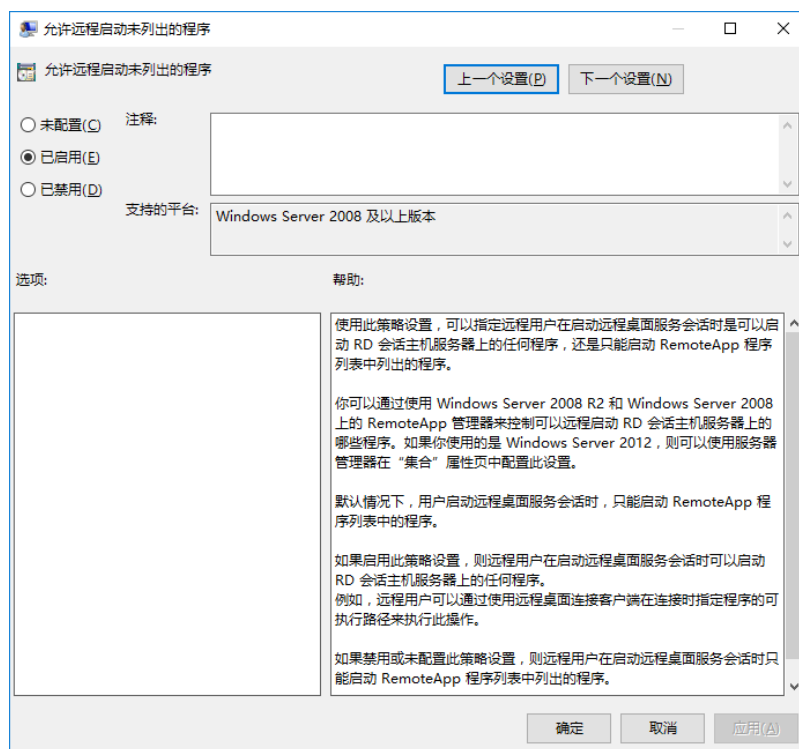 允许远程启动未列出的程序
允许远程启动未列出的程序
上一个设置(P)
下一个设置(N)
未配置(C)
注释:
已启用(E)
已禁用(D)
支持的平台:
Windows Server 2008 及以上版本
选项:
帮助:
使用此策略设置，可以指定远程用户在启动远程桌面服务会话时是可以启
动 RD 会话主机服务器上的任何程序，还是只能启动 RemoteApp 程序
列表中列出的程序。
你可以通过使用 Windows Server 2008 R2 和 Windows Server 2008
上的 RemoteApp 管理器来控制可以远程启动 RD 会话主机服务器上的
哪些程序。如果你使用的是 Windows Server 2012，则可以使用服务器
管理器在“集合”属性页中配置此设置。
默认情况下，用户启动远程桌面服务会话时，只能启动 RemoteApp 程
序列表中的程序。
如果启用此策略设置，则远程用户在启动远程桌面服务会话时可以启动
RD 会话主机服务器上的任何程序。
例如，远程用户可以通过使用远程桌面连接客户端在连接时指定程序的可
执行路径来执行此操作。
如果禁用或未配置此策略设置，则远程用户在启动远程桌面服务会话时只
能启动 RemoteApp 程序列表中列出的程序。
确定
取消
应用(A)